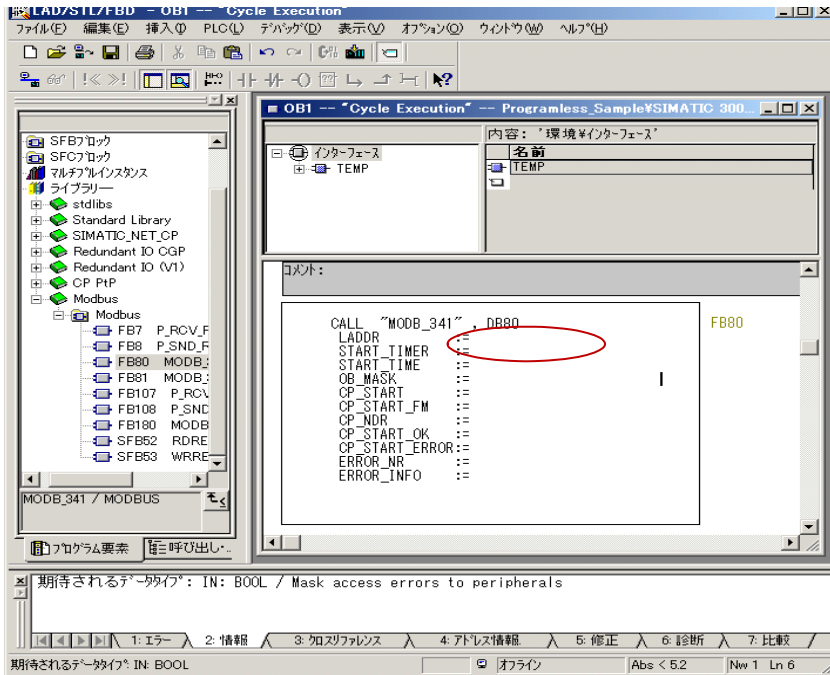 LAD/STL/FBD - OB1 -- "Cycle Execution"
ファイル(F) 編集(E) 挿入(I) PLC(L) デバッグ(D) 表示(V) オプション(O) ウィンドウ(W) ヘルプ(H)
SFBブロック
SFCブロック
マルチプルインスタンス
ライブラリー
stdlibs
Standard Library
SIMATIC_NET_CP
Redundant IO CGP
Redundant IO (V1)
CP PtP
Modbus
Modbus
FB7 P_RCV_R
FB8 P_SND_R
FB80 MODB_
FB81 MODB_
FB107 P_RCV
FB108 P_SND
FB180 MODB
SFB52 RDRE
SFB53 WRRE
MODB_341 / MODBUS
プログラム要素
呼び出し・..
OB1 -- "Cycle Execution" -- Programless_Sample¥SIMATIC 300...
内容: '環境¥インターフェース'
インターフェース
TEMP
名前
TEMP
コメント:
CALL "MODB_341" , DB80 FB80
LADDR :=
START_TIMER :=
START_TIME :=
OB_MASK :=
CP_START :=
CP_START_FM :=
CP_NDR :=
CP_START_OK :=
CP_START_ERROR:=
ERROR_NR :=
ERROR_INFO :=
期待されるデータタイプ: IN: BOOL / Mask access errors to peripherals
1: エラー 2: 情報 3: クロスリファレンス 4: アドレス情報. 5: 修正 6: 診断 7: 比較
期待されるデータタイプ: IN: BOOL オフライン Abs < 5.2 Nw 1 Ln 6